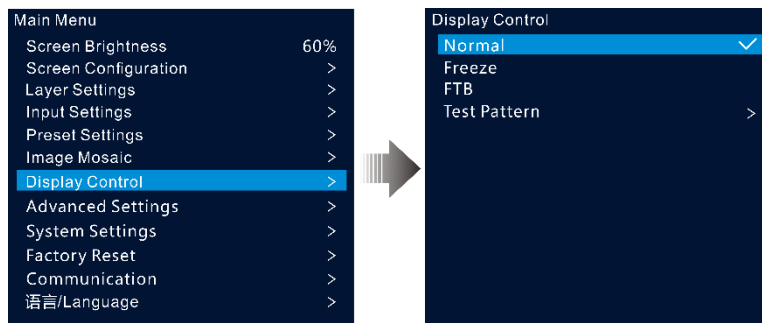 Main Menu
Screen Brightness 60%
Screen Configuration >
Layer Settings >
Input Settings >
Preset Settings >
Image Mosaic >
Display Control >
Advanced Settings >
System Settings >
Factory Reset >
Communication >
语言/Language >
Display Control
Normal ✓
Freeze
FTB
Test Pattern >